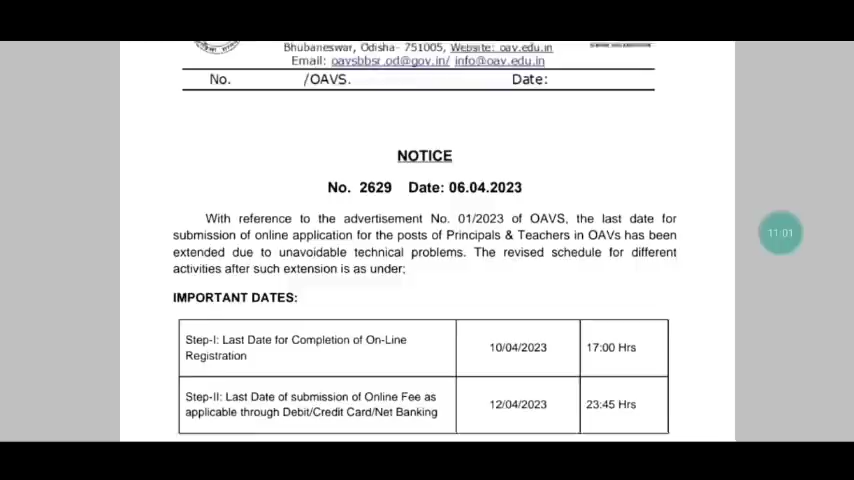 Bhubaneswar, Odisha- 751005, Website: oav.edu.in
Email: oavsbbsr.od@gov.in/ info@oav.edu.in
No. /OAVS. Date:
NOTICE
No. 2629 Date: 06.04.2023
With reference to the advertisement No. 01/2023 of OAVS, the last date for
submission of online application for the posts of Principals & Teachers in OAVs has been
extended due to unavoidable technical problems. The revised schedule for different
activities after such extension is as under;
IMPORTANT DATES:
Step-I: Last Date for Completion of On-Line
Registration
10/04/2023
17:00 Hrs
Step-II: Last Date of submission of Online Fee as
applicable through Debit/Credit Card/Net Banking
12/04/2023
23:45 Hrs
11:01